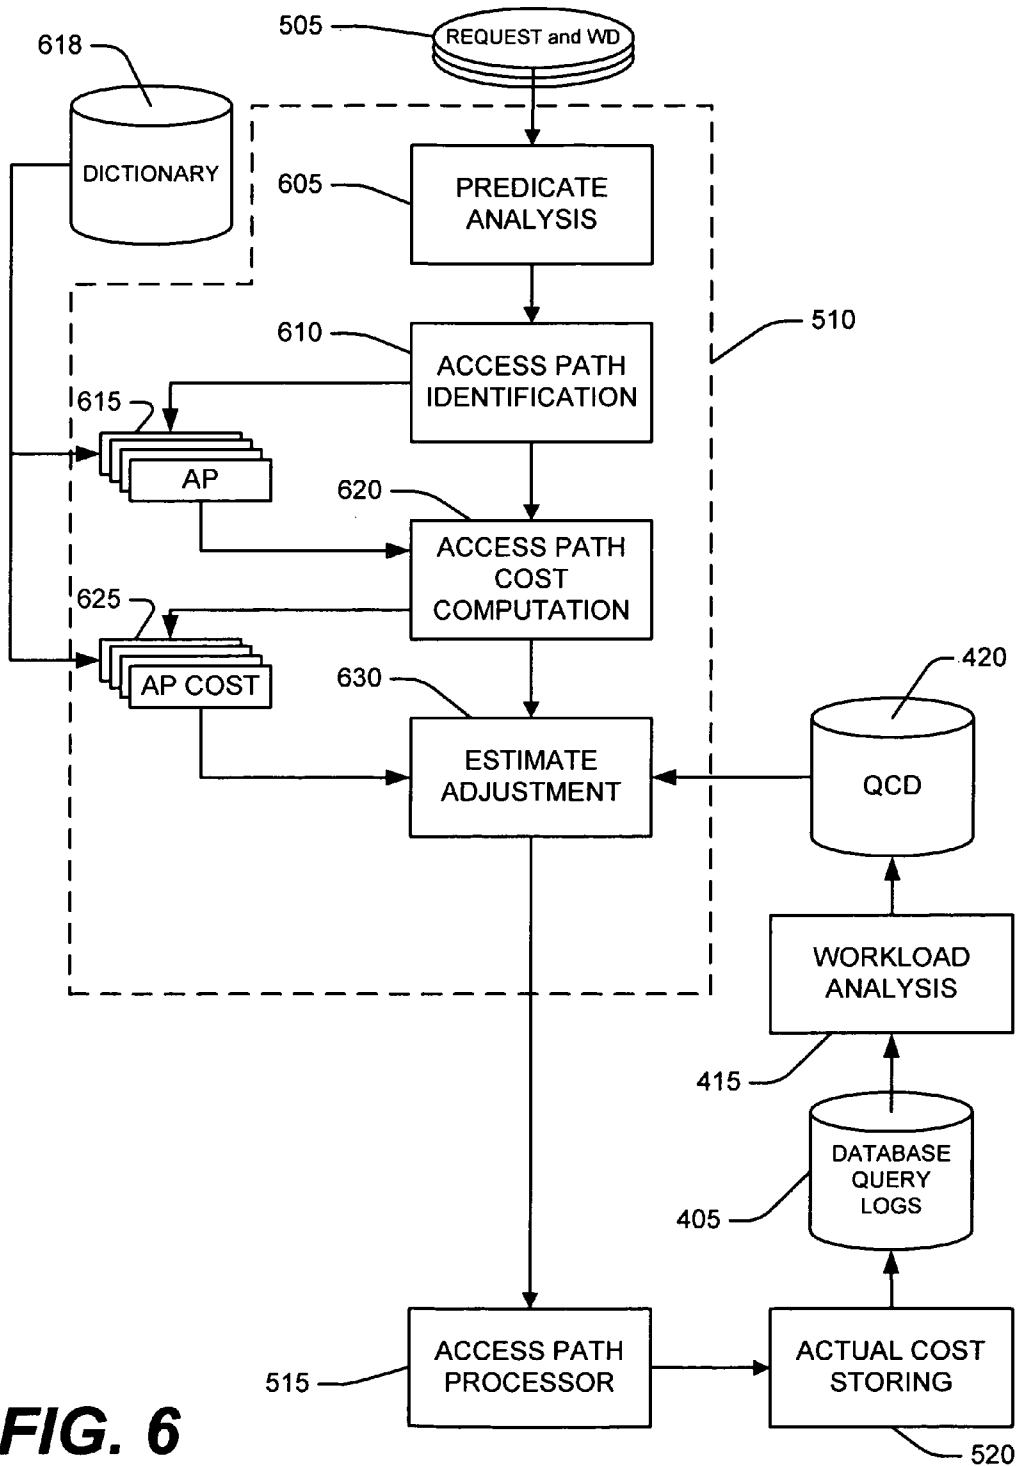 505
REQUEST and WD
618
DICTIONARY
605
PREDICATE
ANALYSIS
510
610
ACCESS PATH
IDENTIFICATION
615
AP
620
ACCESS PATH
COST
COMPUTATION
625
AP COST
630
ESTIMATE
ADJUSTMENT
420
QCD
WORKLOAD
ANALYSIS
415
DATABASE
QUERY
LOGS
405
515
ACCESS PATH
PROCESSOR
ACTUAL COST
STORING
520
FIG. 6